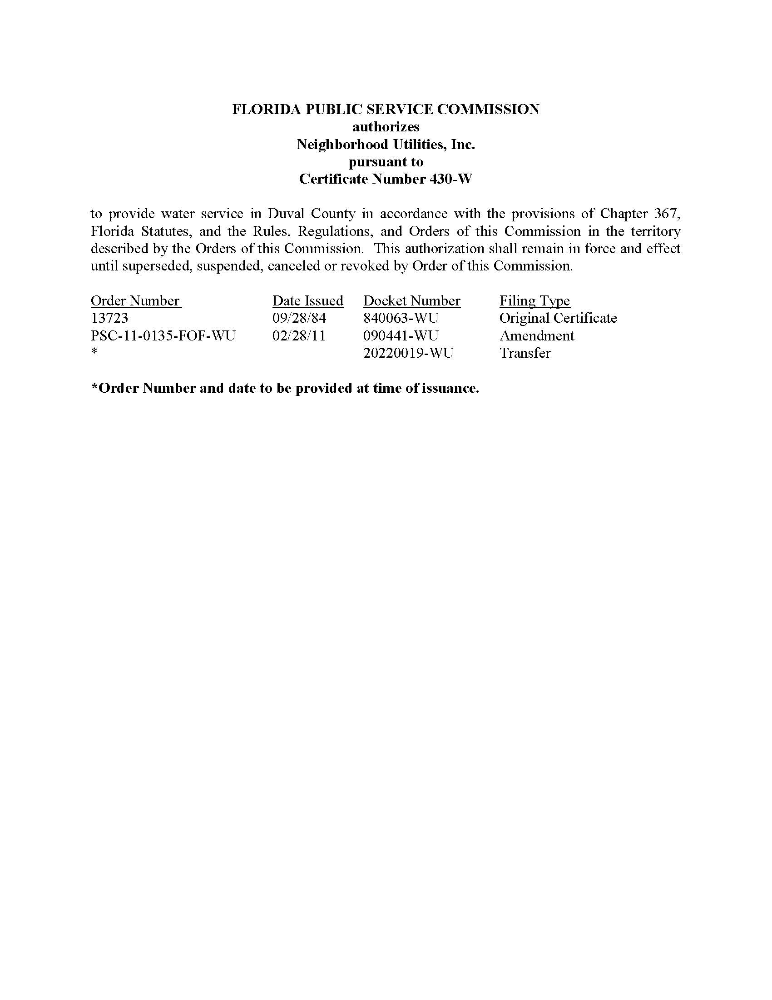 FLORIDA PUBLIC SERVICE COMMISSION
authorizes
Neighborhood Utilities, Inc.
pursuant to
Certificate Number 430-W
to provide water service in Duval County in accordance with the provisions of Chapter 367,
Florida Statutes, and the Rules, Regulations, and Orders of this Commission in the territory
described by the Orders of this Commission.  This authorization shall remain in force and effect
until superseded, suspended, canceled or revoked by Order of this Commission.
Order Number Date Issued Docket Number Filing Type
13723 09/28/84 840063-WU Original Certificate
PSC-11-0135-FOF-WU 02/28/11 090441-WU Amendment
* 20220019-WU Transfer
*Order Number and date to be provided at time of issuance.